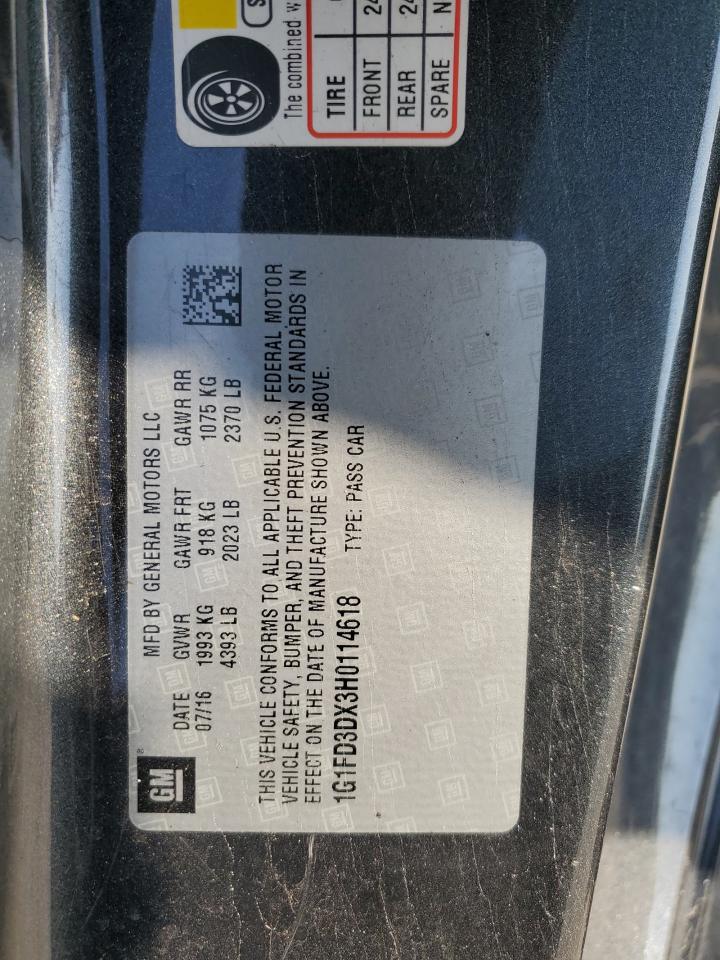 The combined
TIRE
FRONT 24
REAR 24
SPARE N
MFD BY GENERAL MOTORS LLC
DATE GVWR GAWR FRT GAWR RR
07/16 1993 KG 918 KG 1075 KG
4393 LB 2023 LB 2370 LB
GM
THIS VEHICLE CONFORMS TO ALL APPLICABLE U.S. FEDERAL MOTOR
VEHICLE SAFETY, BUMPER, AND THEFT PREVENTION STANDARDS IN
EFFECT ON THE DATE OF MANUFACTURE SHOWN ABOVE.
1G1FD3DX3H0114618 TYPE: PASS CAR